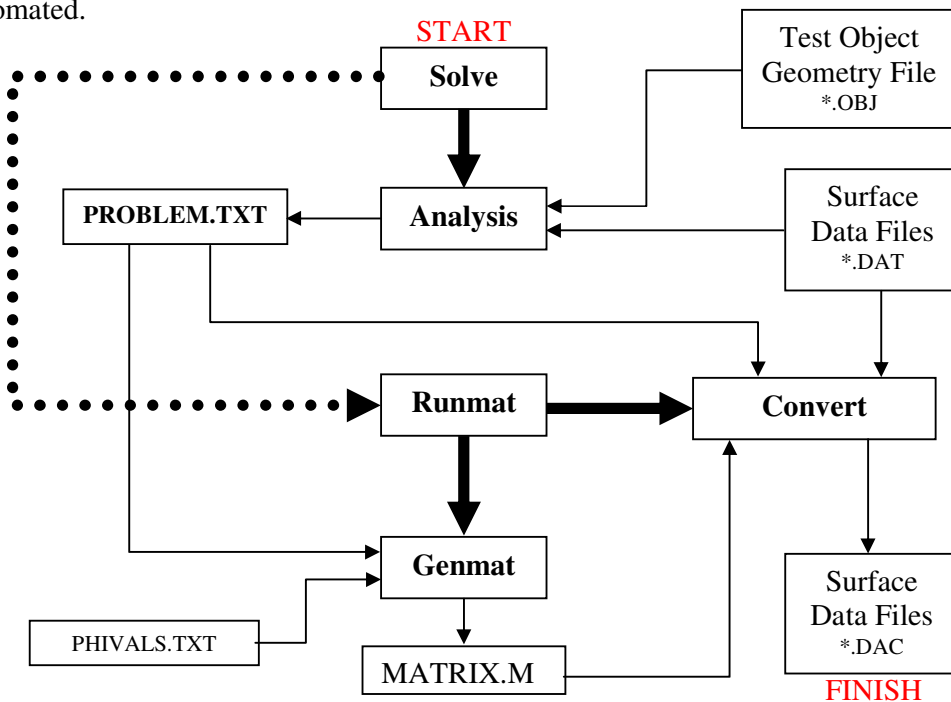 omated.
START
Solve
Test Object
Geometry File
*.OBJ
PROBLEM.TXT
Analysis
Surface
Data Files
*.DAT
Runmat
Convert
Genmat
PHIVALS.TXT
MATRIX.M
Surface
Data Files
*.DAC
FINISH